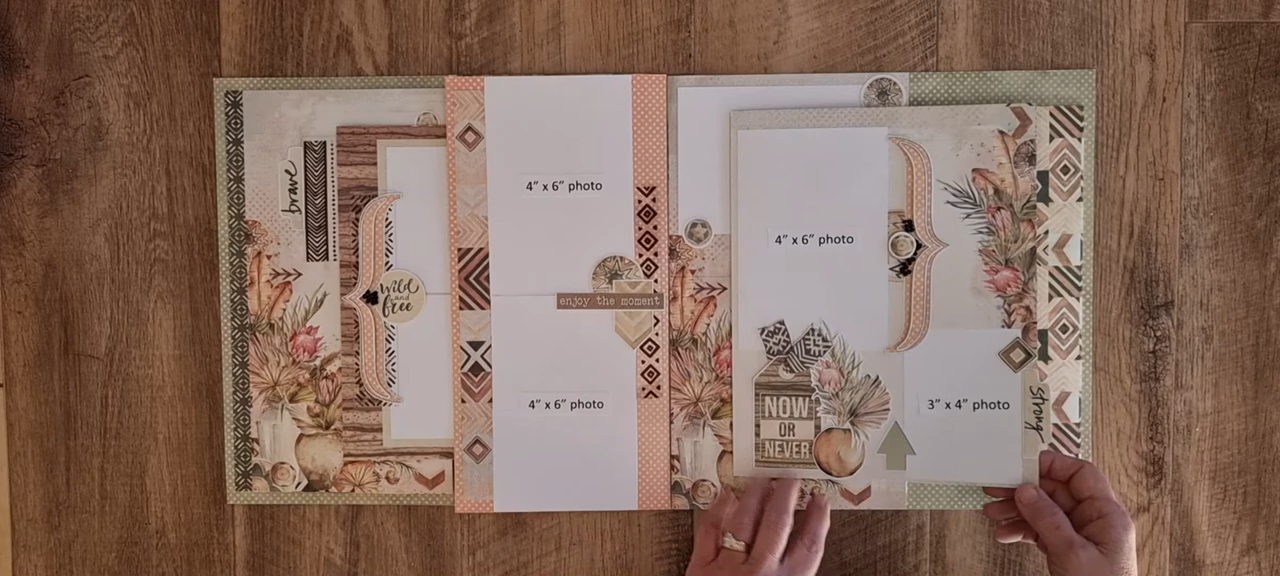 brave
wild
and
free
4” x 6” photo
enjoy the moment
4” x 6” photo
4” x 6” photo
NOW
OR
NEVER
3” x 4” photo
strong